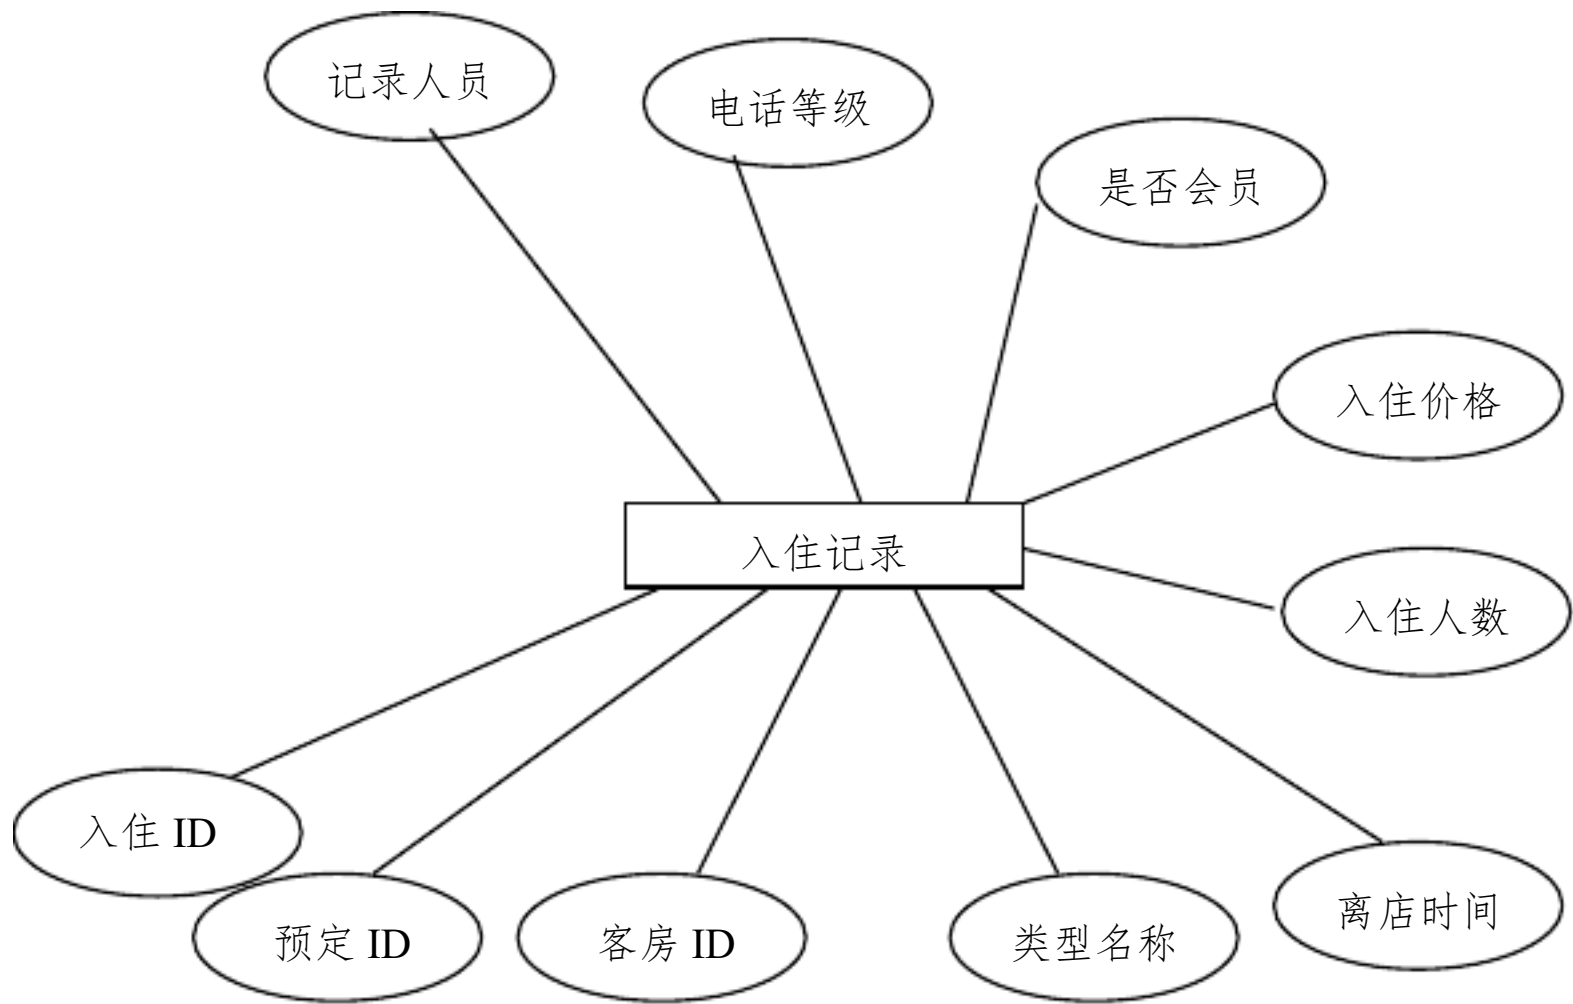 记录人员
电话等级
是否会员
入住价格
入住记录
入住人数
入住 ID
预定 ID
客房 ID
类型名称
离店时间